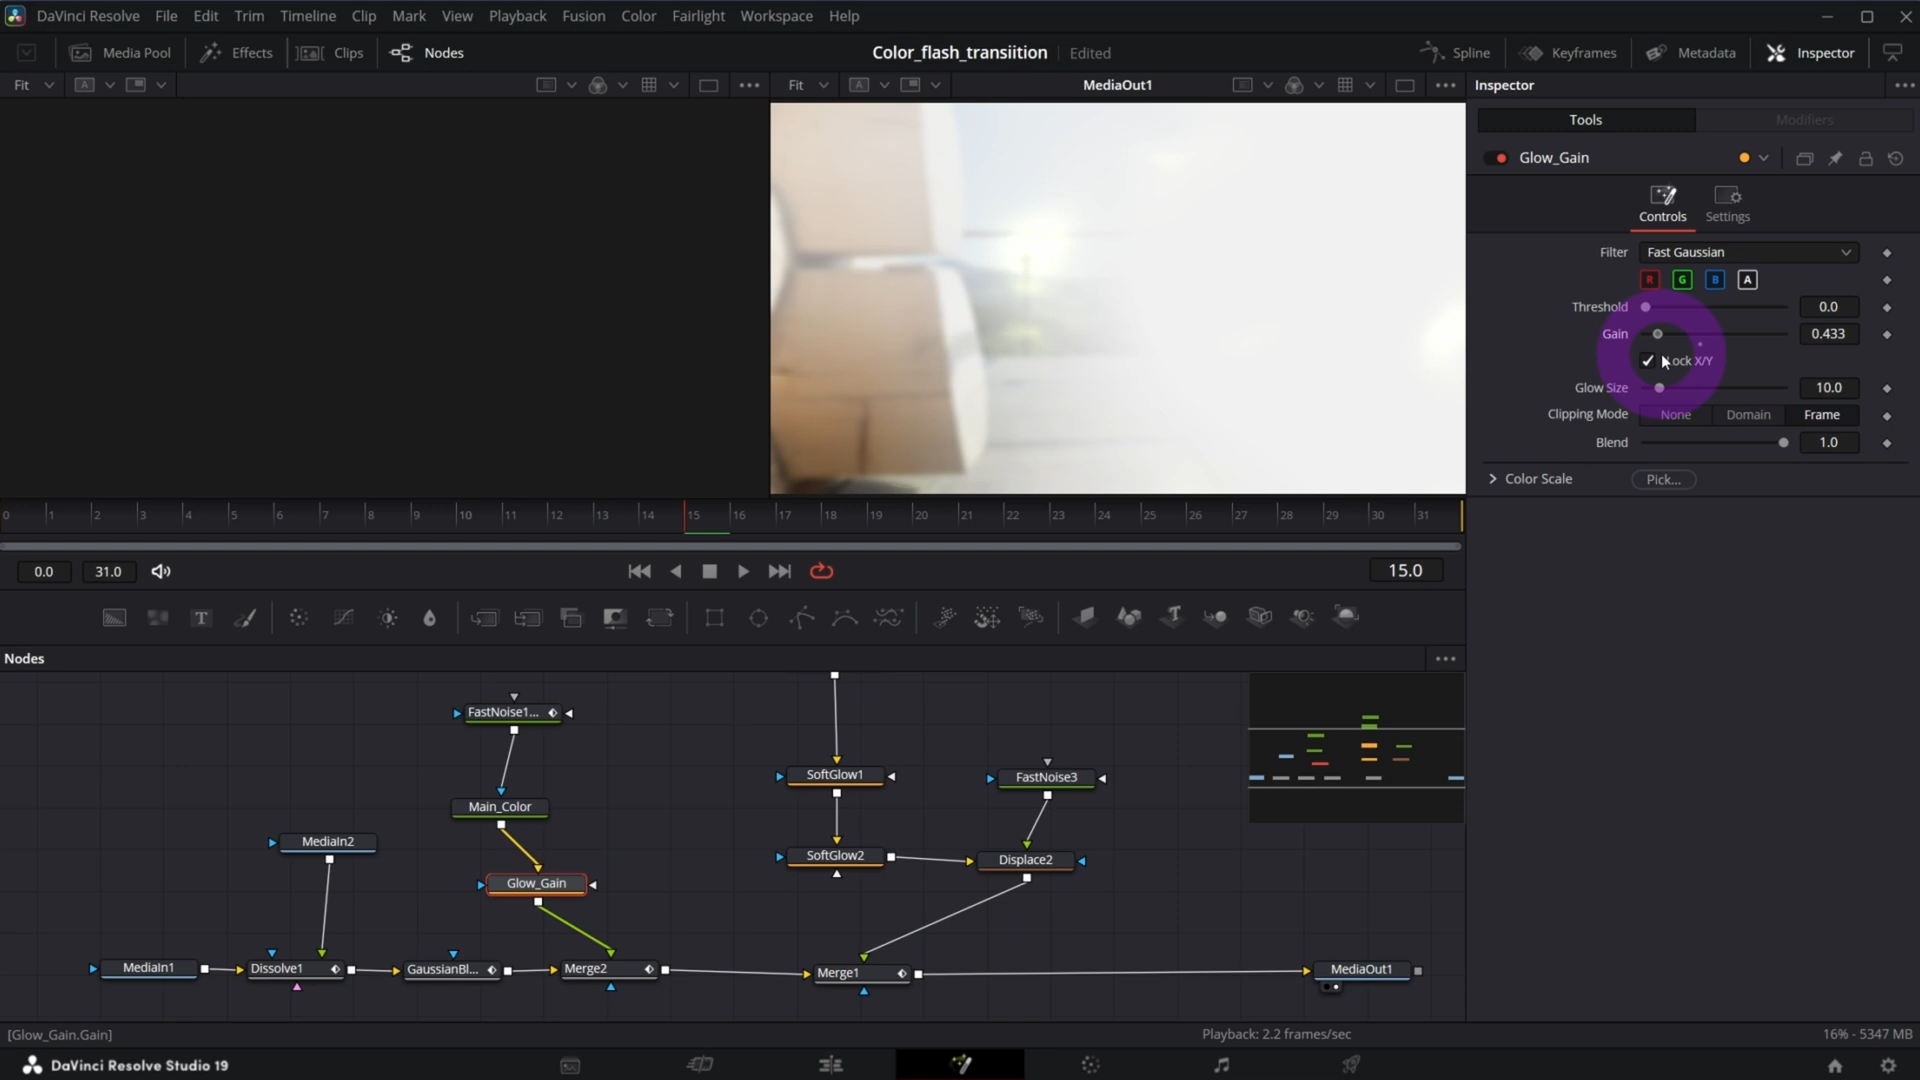 DaVinci Resolve File Edit Trim Timeline Clip Mark View Playback Fusion Color Fairlight Workspace Help
Media Pool Effects Clips Nodes Color_flash_transiition Edited Spline Keyframes Metadata Inspector
Fit A Fit A MediaOut1 Inspector
Tools Modifiers
Glow_Gain
Controls Settings
Filter Fast Gaussian
R G B A
Threshold 0.0
Gain 0.433
Lock X/Y
Glow Size 10.0
Clipping Mode None Domain Frame
Blend 1.0
Color Scale Pick...
0 1 2 3 4 5 6 7 8 9 10 11 12 13 14 15 16 17 18 19 20 21 22 23 24 25 26 27 28 29 30 31
0.0 31.0 15.0
T T
Nodes
FastNoise1...
SoftGlow1 FastNoise3
Main_Color
MediaIn2 SoftGlow2 Displace2
Glow_Gain
MediaIn1 Dissolve1 GaussianBl... Merge2 Merge1 MediaOut1
[Glow_Gain.Gain] Playback: 2.2 frames/sec 16% - 5347 MB
DaVinci Resolve Studio 19